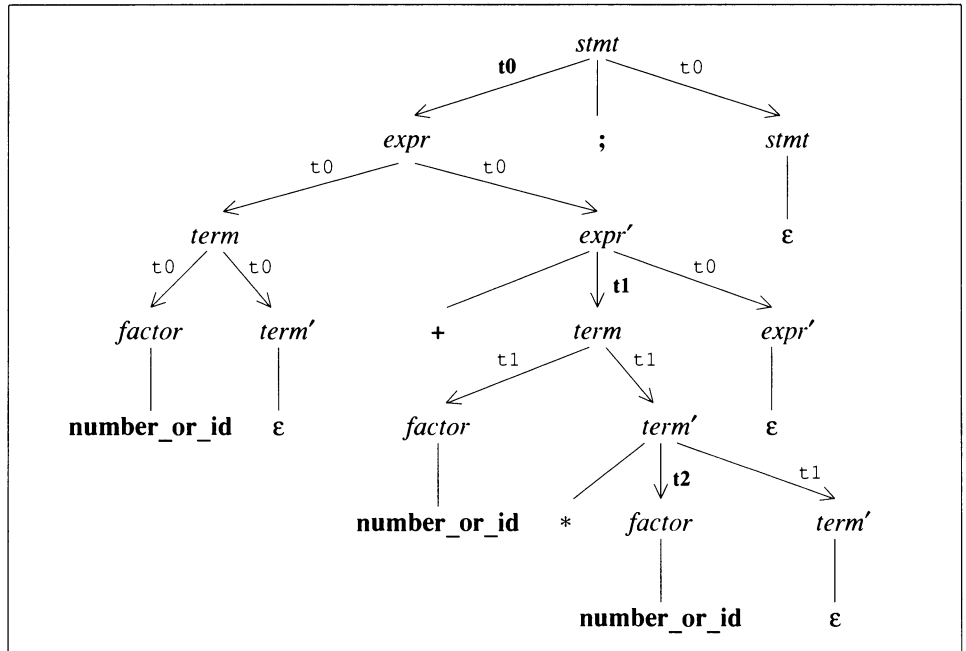 stmt
t0 t0
expr ; stmt
t0 t0
term expr′ ε
t0 t0 t1 t0
factor term′ + term expr′
t1 t1
number_or_id ε factor term′ ε
t2 t1
number_or_id * factor term′
number_or_id ε